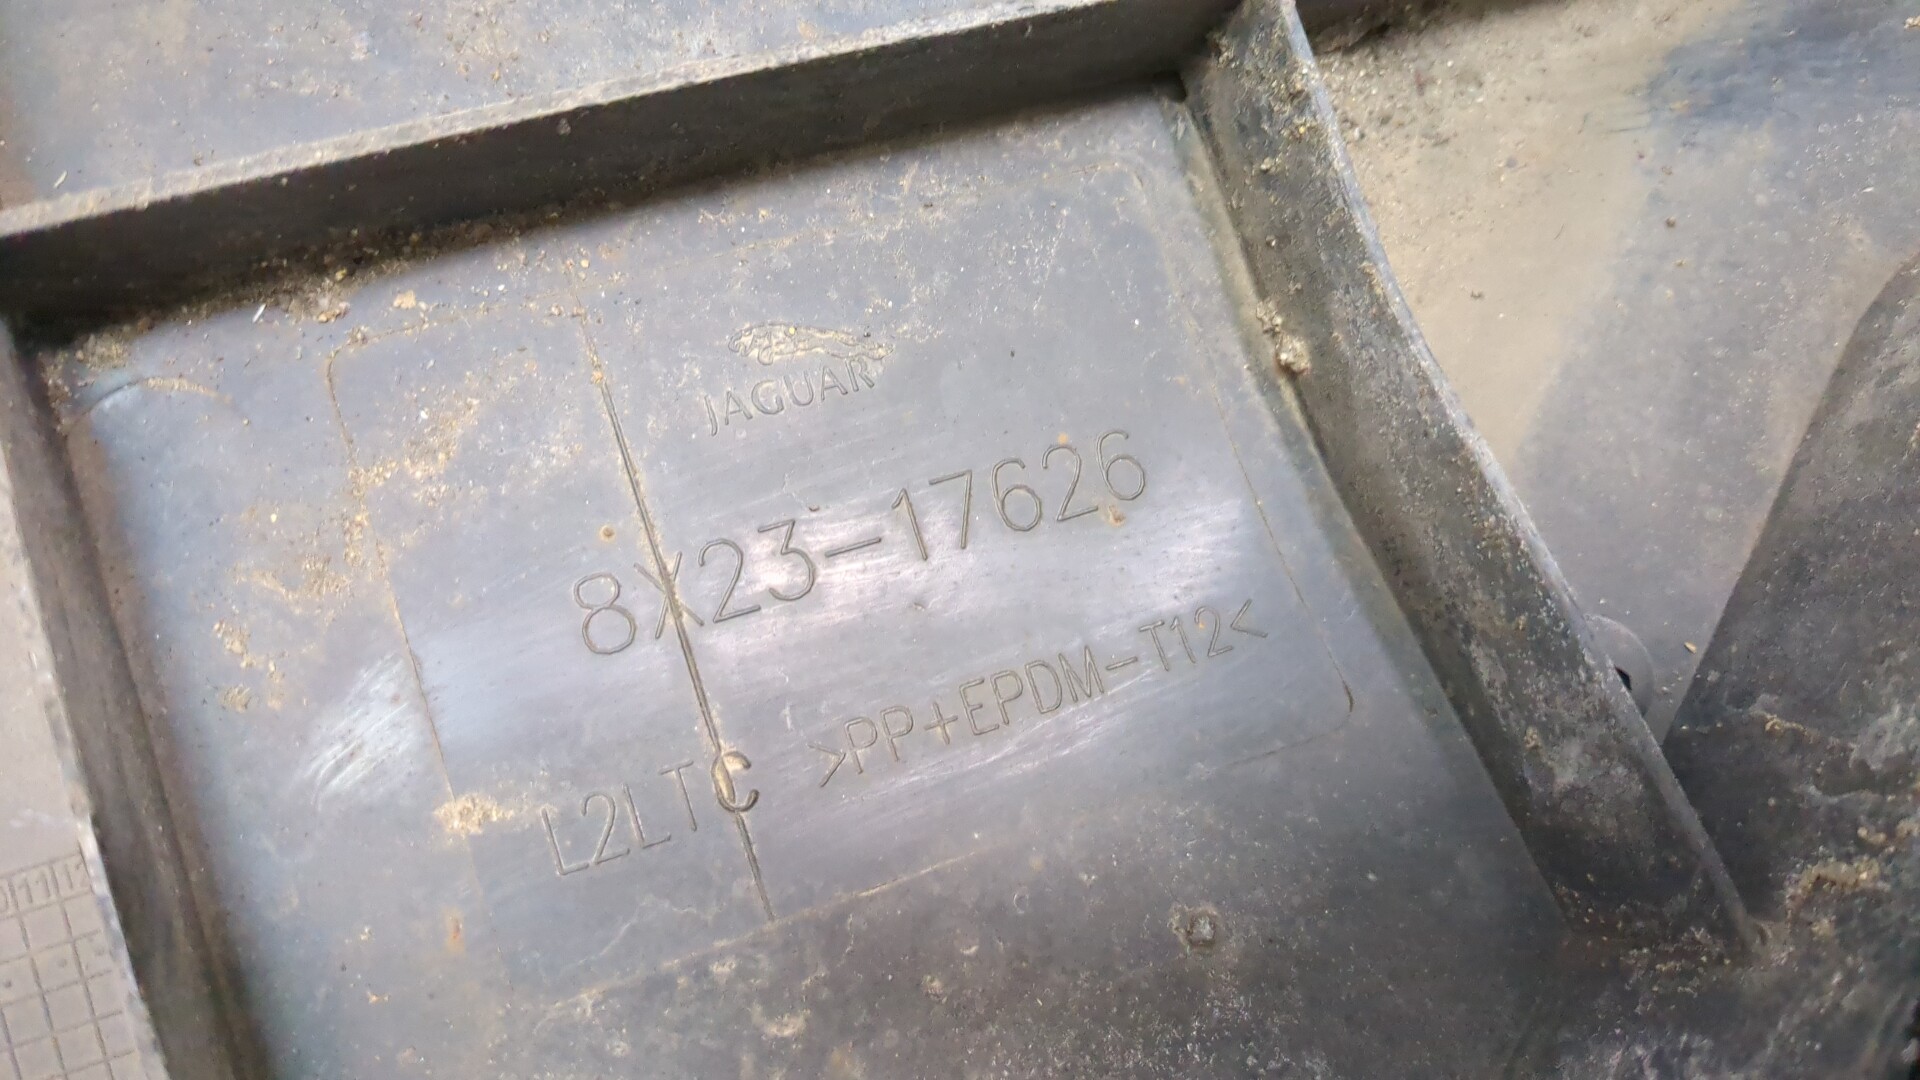 JAGUAR
8X23-17626
L2LTC >PP+EPDM-T12<